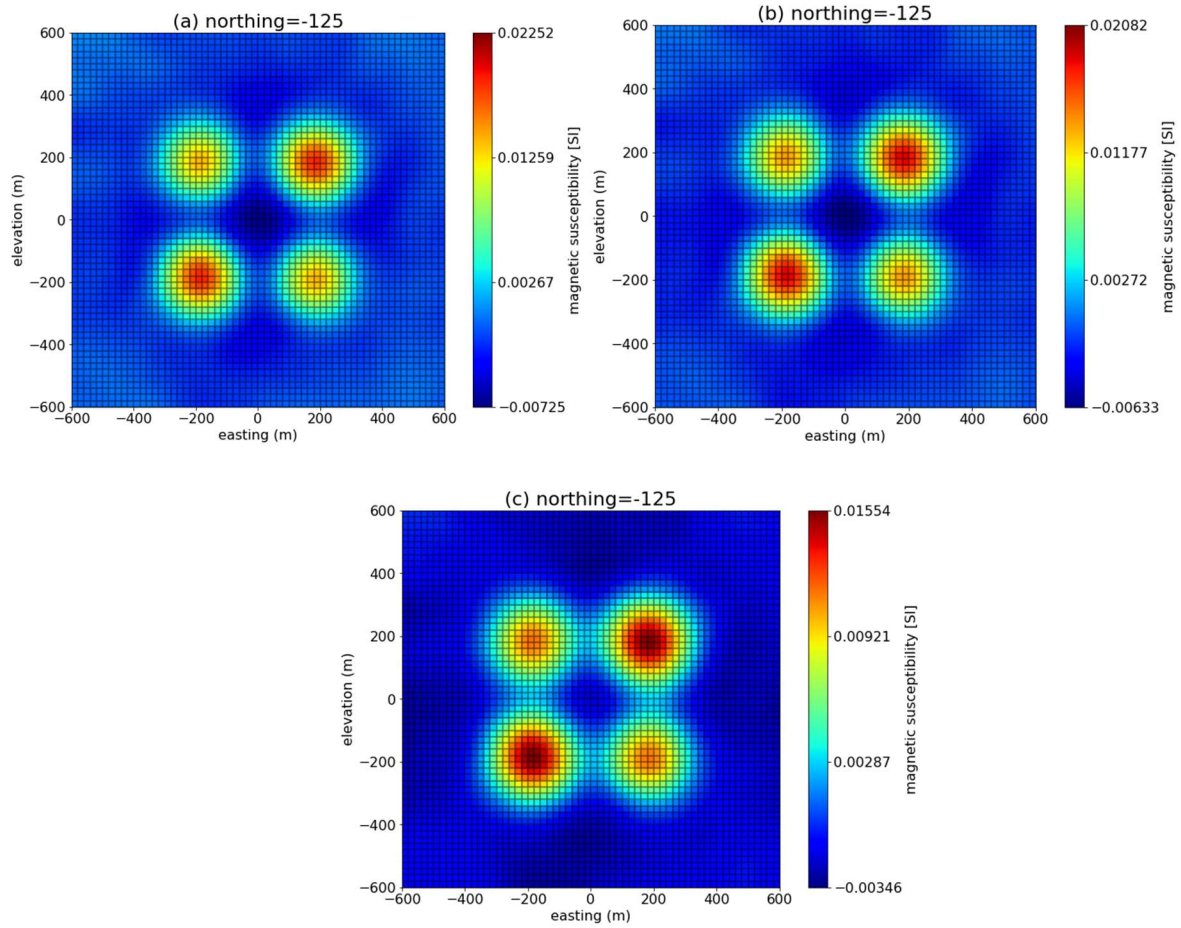 (a) northing=-125
600
400
200
0
−200
−400
−600
−600 −400 −200 0 200 400 600
elevation (m)
easting (m)
0.02252
0.01259
0.00267
−0.00725
magnetic susceptibility [SI]
(b) northing=-125
600
400
200
0
−200
−400
−600
−600 −400 −200 0 200 400 600
elevation (m)
easting (m)
0.02082
0.01177
0.00272
−0.00633
magnetic susceptibility [SI]
(c) northing=-125
600
400
200
0
−200
−400
−600
−600 −400 −200 0 200 400 600
elevation (m)
easting (m)
0.01554
0.00921
0.00287
−0.00346
magnetic susceptibility [SI]